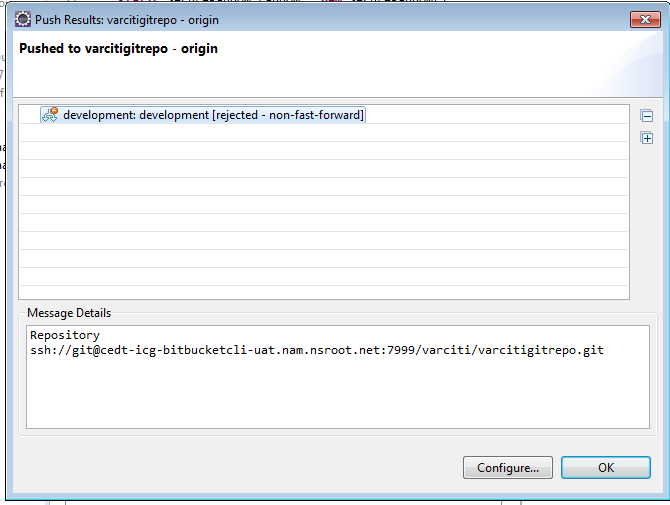 Push Results: varcitigitrepo - origin
Pushed to varcitigitrepo - origin
development: development [rejected - non-fast-forward]
Message Details
Repository
ssh://git@cedt-icg-bitbucketcli-uat.nam.nsroot.net:7999/varciti/varcitigitrepo.git
Configure...
OK